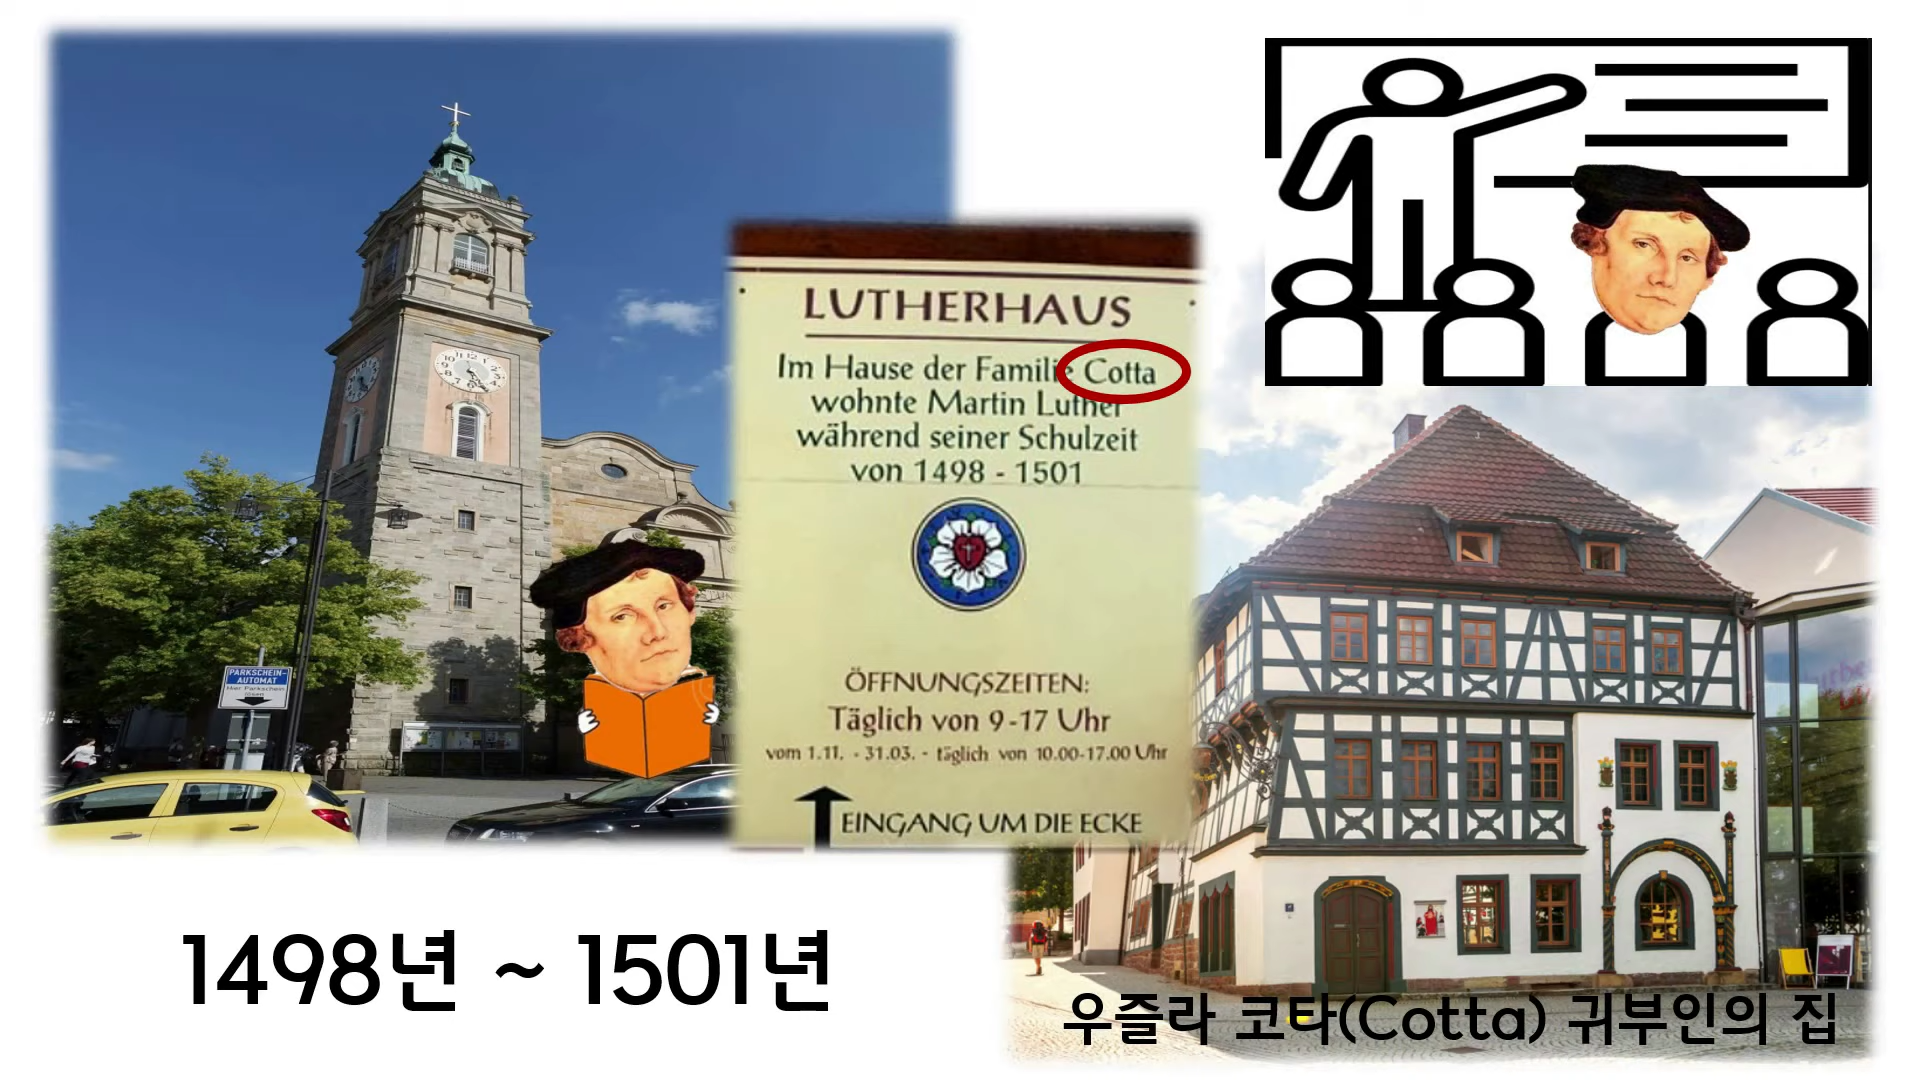 LUTHERHAUS
Im Hause der Familie Cotta
wohnte Martin Luther
während seiner Schulzeit
von 1498 - 1501
ÖFFNUNGSZEITEN:
Täglich von 9-17 Uhr
vom 1.11. - 31.03. - täglich von 10.00-17.00 Uhr
EINGANG UM DIE ECKE
PARKSCHEIN-
AUTOMAT
Hier Parkschein
lösen
1498년 ~ 1501년
우즐라 코타(Cotta) 귀부인의 집